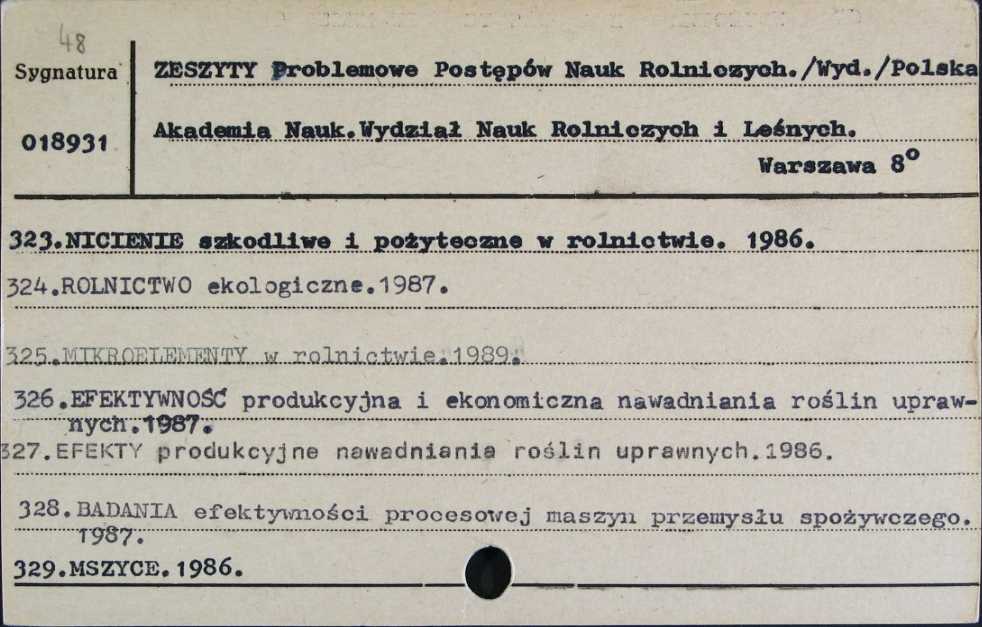 48
Sygnatura
ZESZYTY Problemowe Postępów Nauk Rolniczych./Wyd./Polska
018931
Akademia Nauk.Wydział Nauk Rolniczych i Leśnych.
Warszawa 8°
323.NICIENIE szkodliwe i pożyteczne w rolnictwie. 1986.
324.ROLNICTWO ekologiczne.1987.
325.MIKROELEMENTY w rolnictwie.1989.
326.EFEKTYWNOŚĆ produkcyjna i ekonomiczna nawadniania roślin upraw-
nych.1987.
327.EFEKTY produkcyjne nawadniania roślin uprawnych.1986.
328.BADANIA efektywności procesowej maszyn przemysłu spożywczego.
1987.
329.MSZYCE.1986.